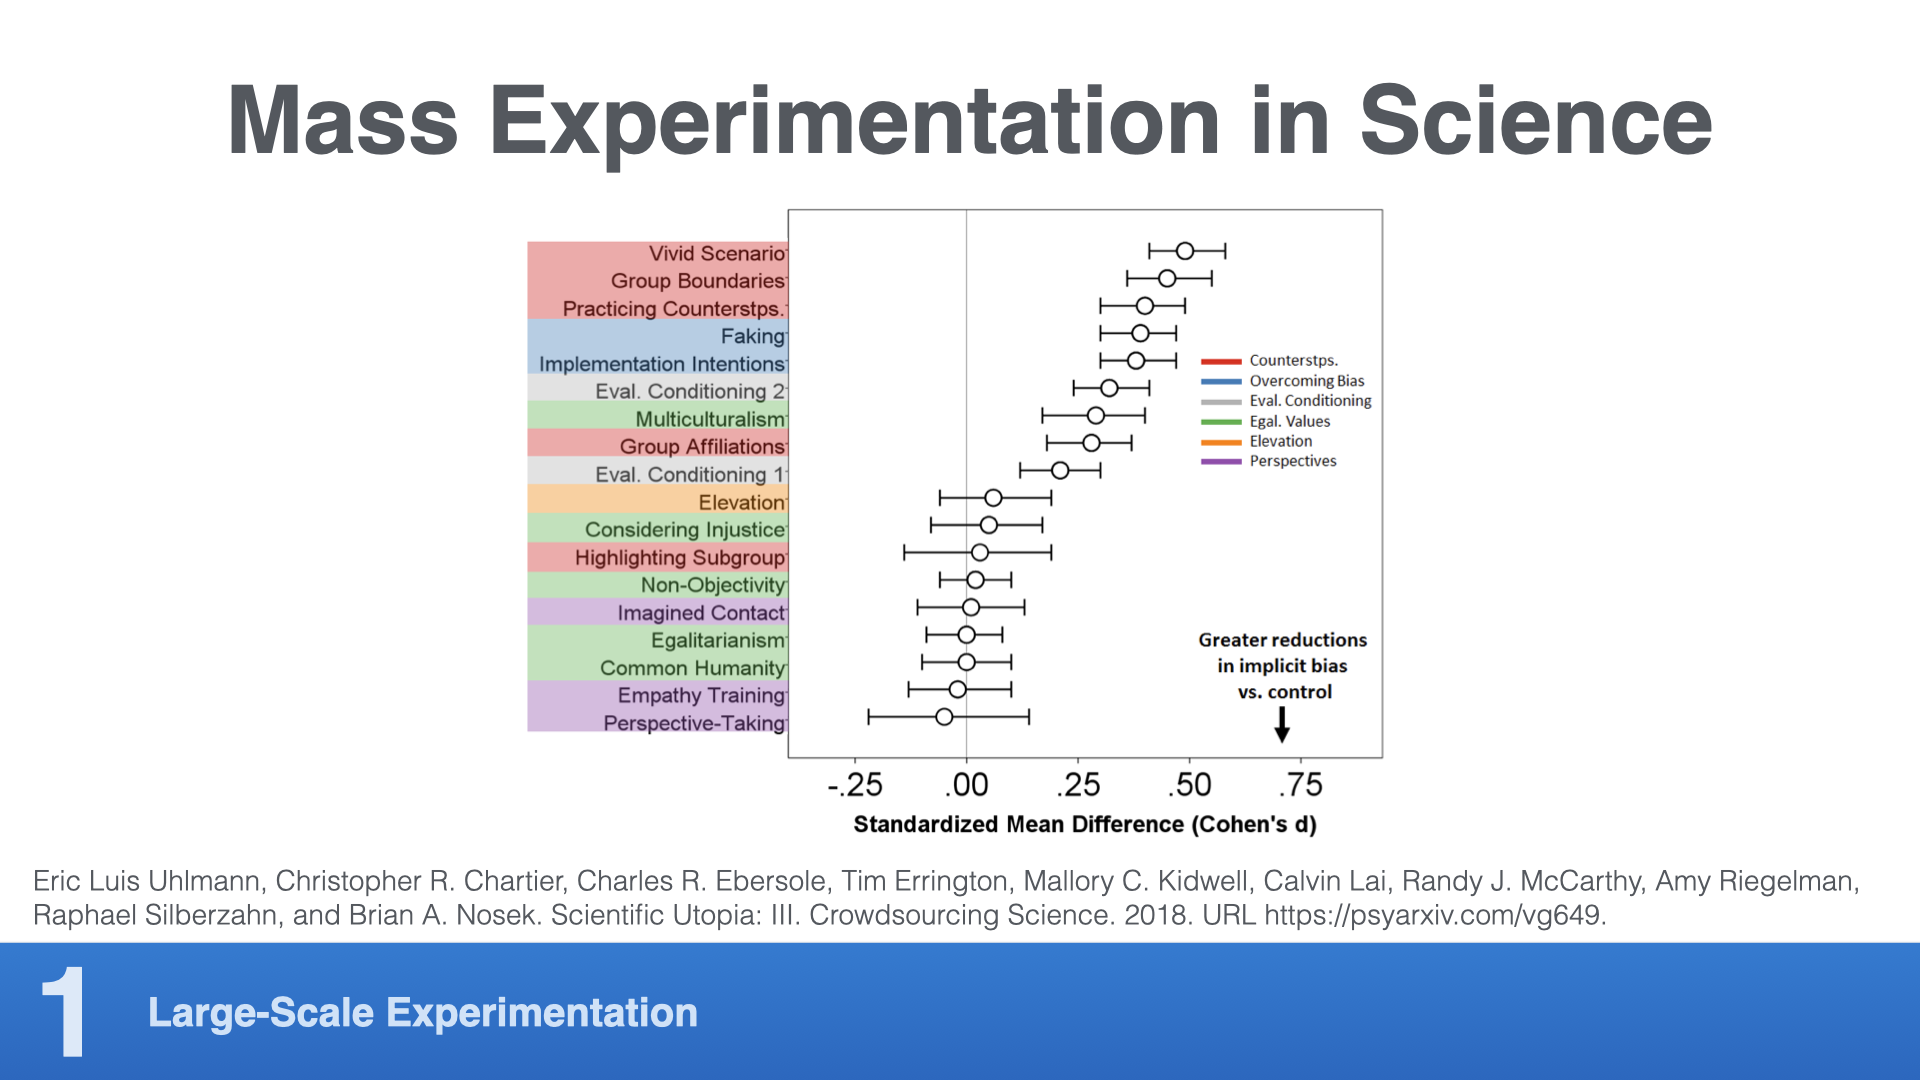 Mass Experimentation in Science
Vivid Scenario
Group Boundaries
Practicing Counterstps.
Faking
Implementation Intentions
Eval. Conditioning 2
Multiculturalism
Group Affiliations
Eval. Conditioning 1
Elevation
Considering Injustice
Highlighting Subgroup
Non-Objectivity
Imagined Contact
Egalitarianism
Common Humanity
Empathy Training
Perspective-Taking
Counterstps.
Overcoming Bias
Eval. Conditioning
Egal. Values
Elevation
Perspectives
Greater reductions
in implicit bias
vs. control
-.25 .00 .25 .50 .75
Standardized Mean Difference (Cohen's d)
Eric Luis Uhlmann, Christopher R. Chartier, Charles R. Ebersole, Tim Errington, Mallory C. Kidwell, Calvin Lai, Randy J. McCarthy, Amy Riegelman,
Raphael Silberzahn, and Brian A. Nosek. Scientific Utopia: III. Crowdsourcing Science. 2018. URL https://psyarxiv.com/vg649.
1 Large-Scale Experimentation